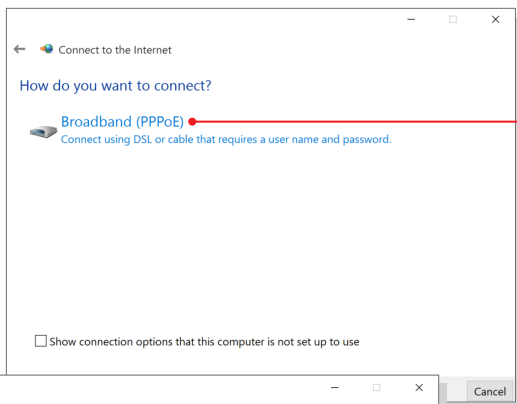 Connect to the Internet
How do you want to connect?
Broadband (PPPoE)
Connect using DSL or cable that requires a user name and password.
Show connection options that this computer is not set up to use
Cancel